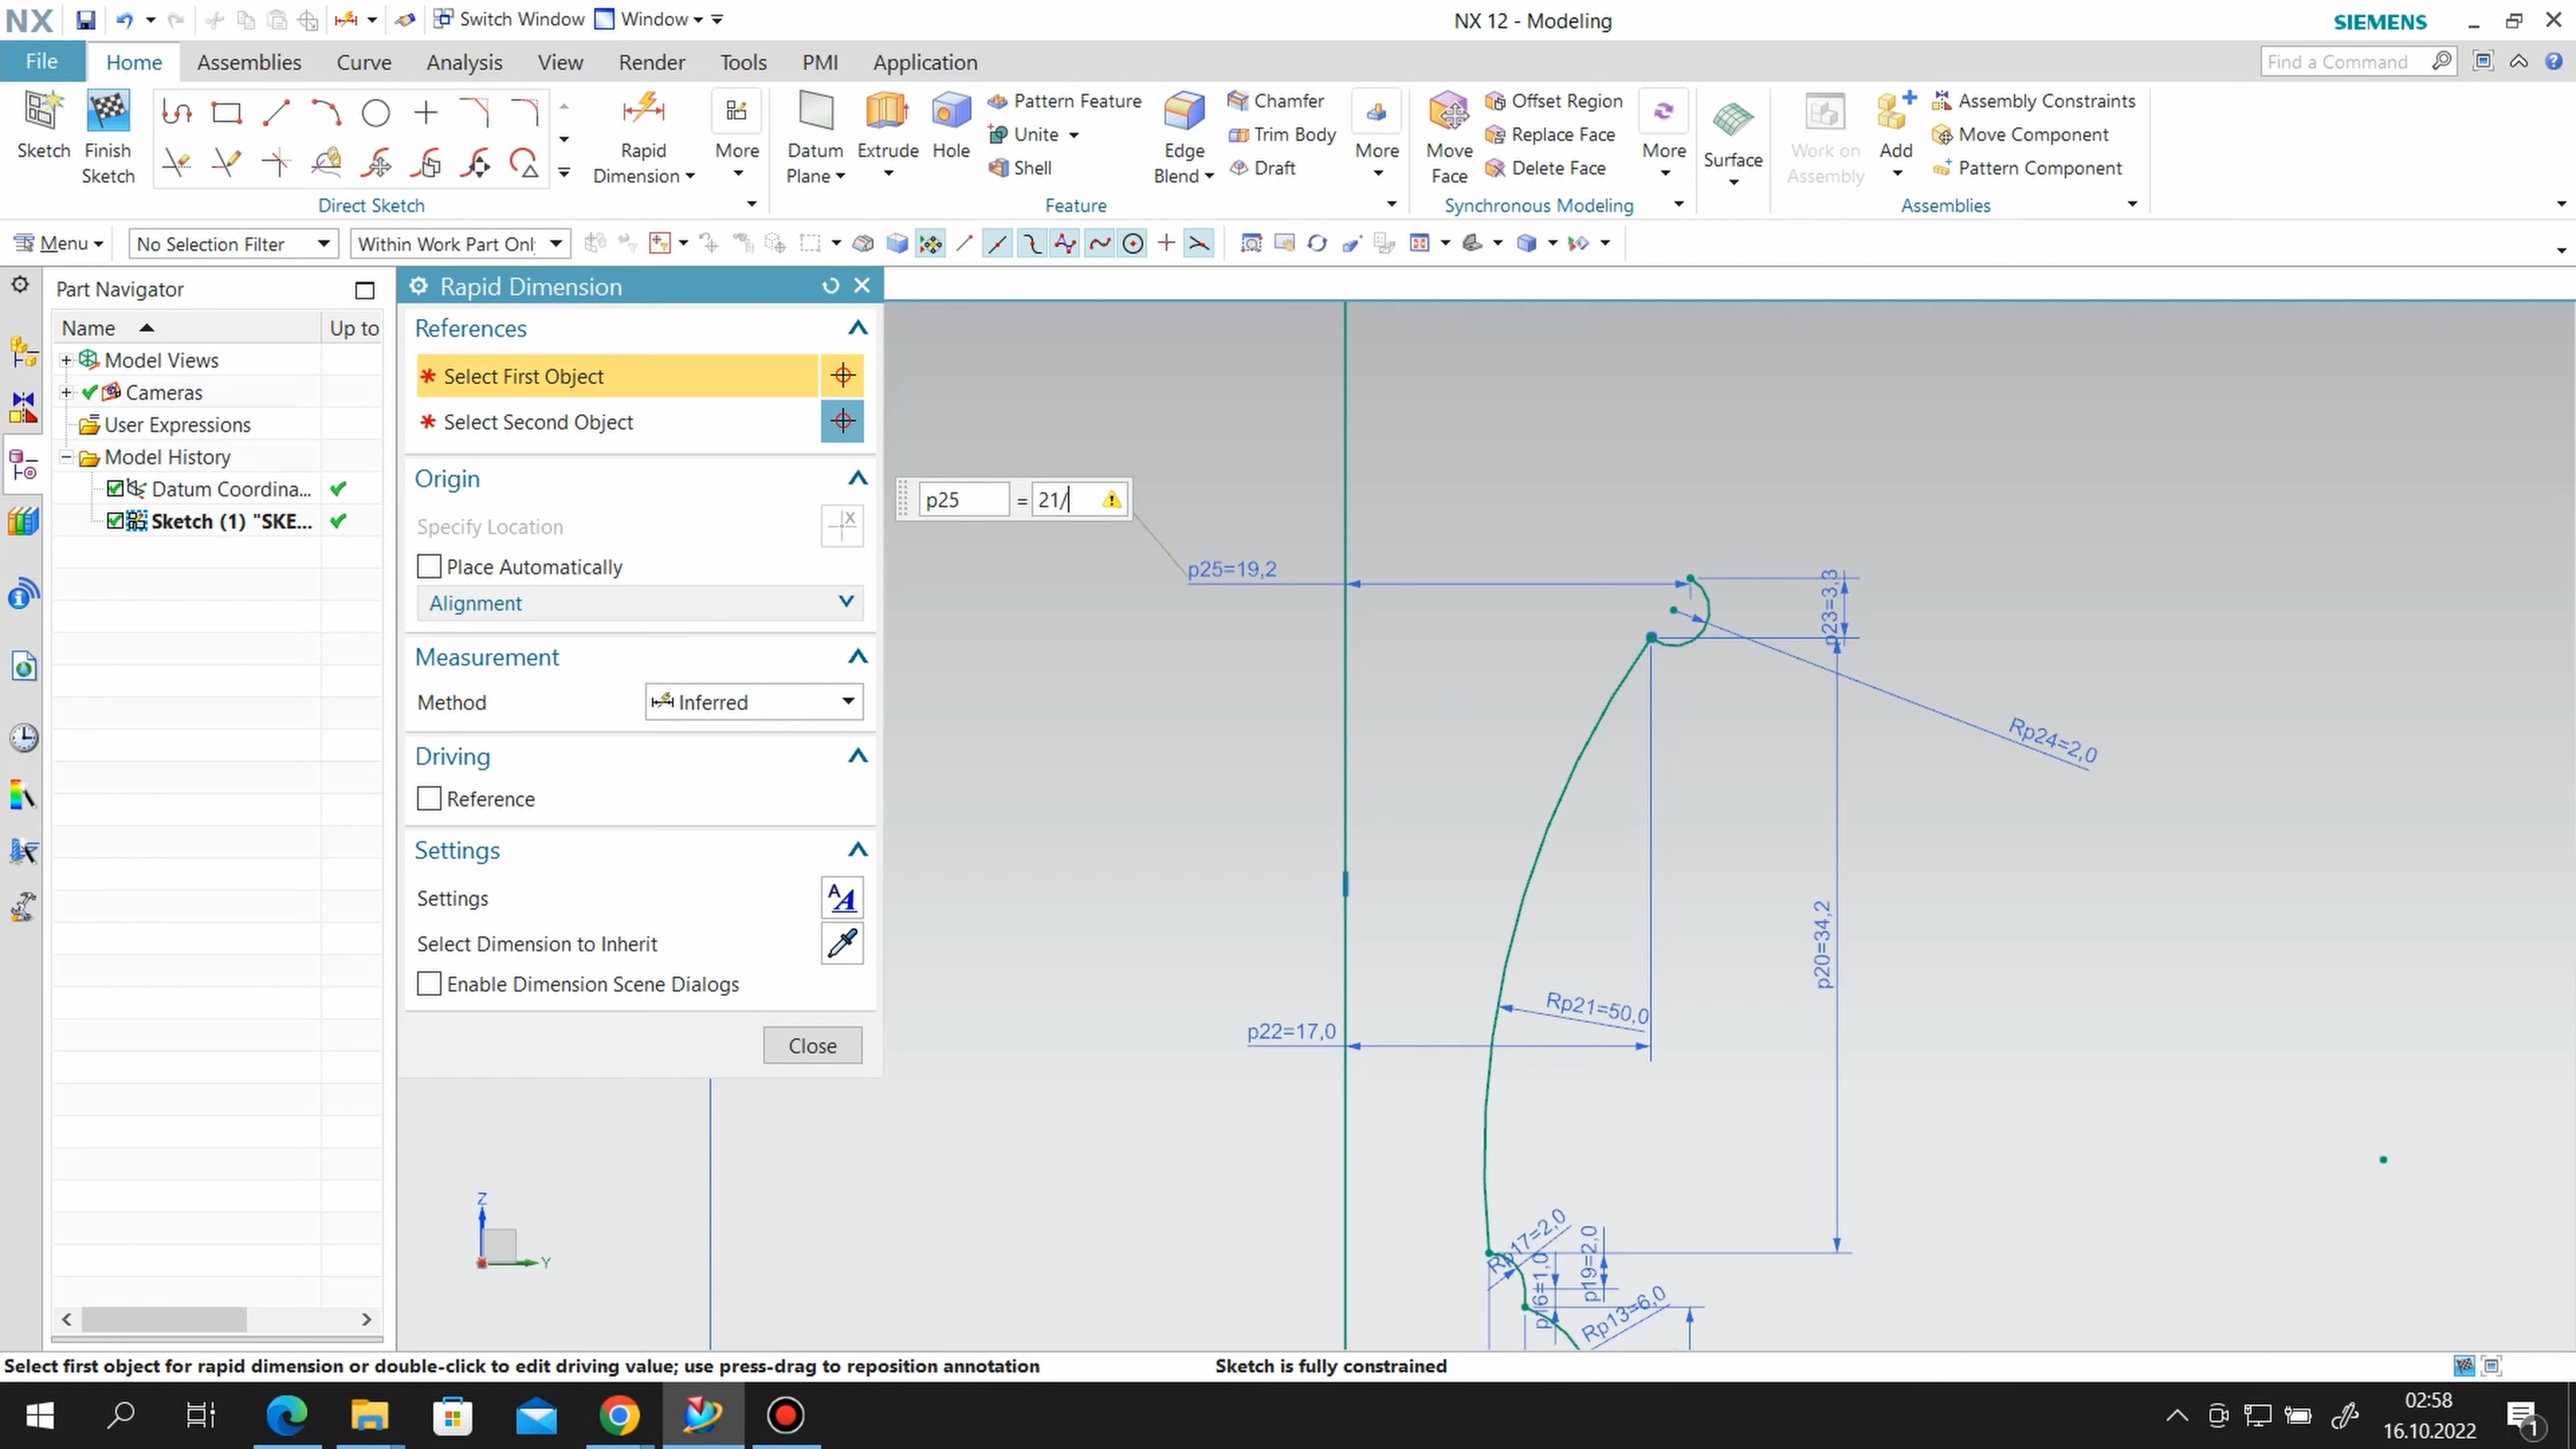 NX
Switch Window
Window
NX 12 - Modeling
SIEMENS
File
Home
Assemblies
Curve
Analysis
View
Render
Tools
PMI
Application
Find a Command
Sketch
Finish
Sketch
Rapid
Dimension
More
Datum
Plane
Extrude
Hole
Pattern Feature
Unite
Shell
Edge
Blend
Chamfer
Trim Body
Draft
More
Move
Face
Offset Region
Replace Face
Delete Face
More
Surface
Work on
Assembly
Add
Assembly Constraints
Move Component
Pattern Component
Direct Sketch
Feature
Synchronous Modeling
Assemblies
Menu
No Selection Filter
Within Work Part Onl
Part Navigator
Name
Up to
Model Views
Cameras
User Expressions
Model History
Datum Coordina...
Sketch (1) "SKE...
Rapid Dimension
References
* Select First Object
* Select Second Object
Origin
Specify Location
Place Automatically
Alignment
Measurement
Method
Inferred
Driving
Reference
Settings
Settings
Select Dimension to Inherit
Enable Dimension Scene Dialogs
Close
p25 = 21/
p25=19,2
p23=3,3
Rp24=2,0
p20=34,2
Rp21=50,0
p22=17,0
Rp17=2,0
p16=1,0
p19=2,0
Rp13=6,0
Z
Y
Select first object for rapid dimension or double-click to edit driving value; use press-drag to reposition annotation
Sketch is fully constrained
02:58
16.10.2022
1